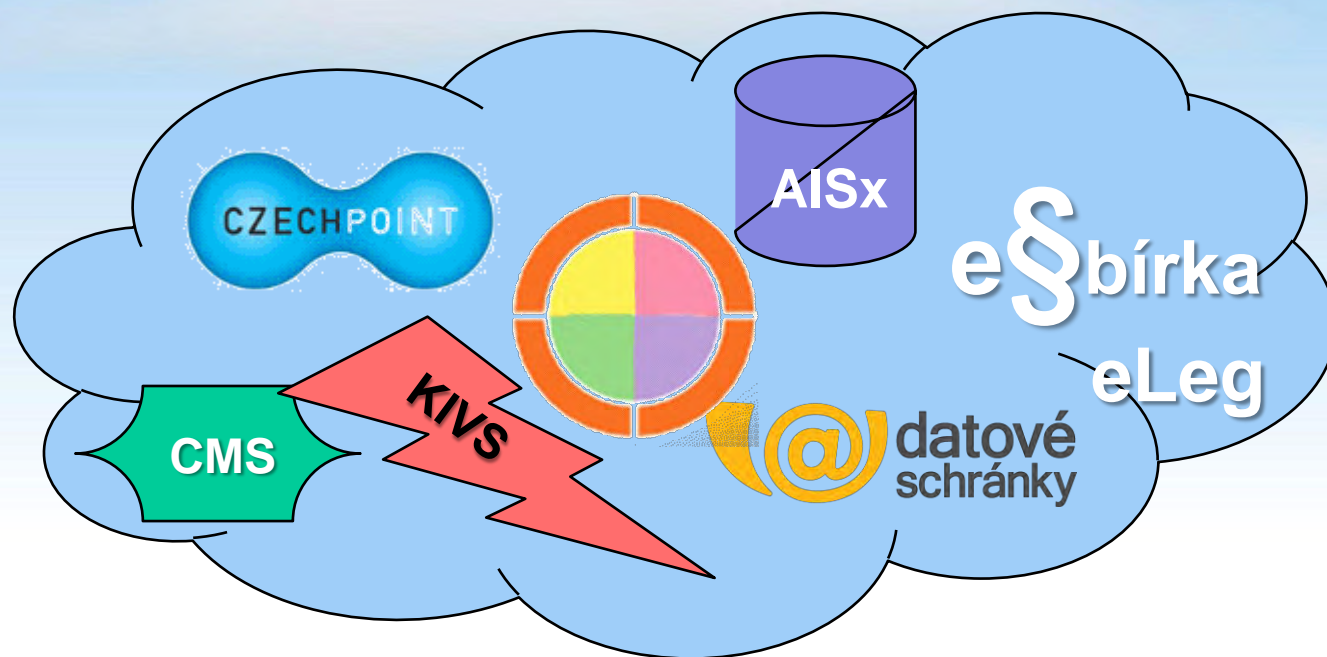 AISx
CZECHPOINT
e§bírka
eLeg
KIVS
CMS
@ datové
schránky